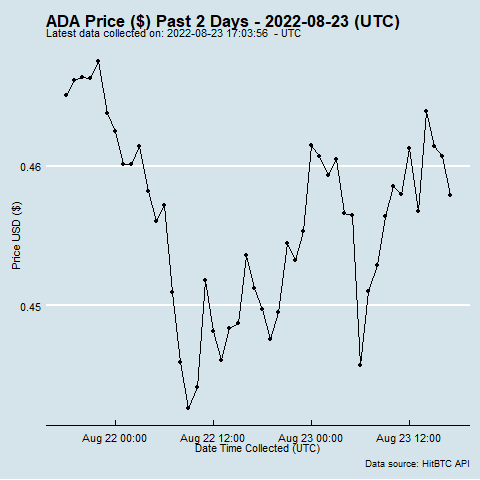 ADA Price ($) Past 2 Days - 2022-08-23 (UTC)
Latest data collected on: 2022-08-23 17:03:56 - UTC
0.46
Price USD ($)
0.45
Aug 22 00:00 Aug 22 12:00 Aug 23 00:00 Aug 23 12:00
Date Time Collected (UTC)
Data source: HitBTC API